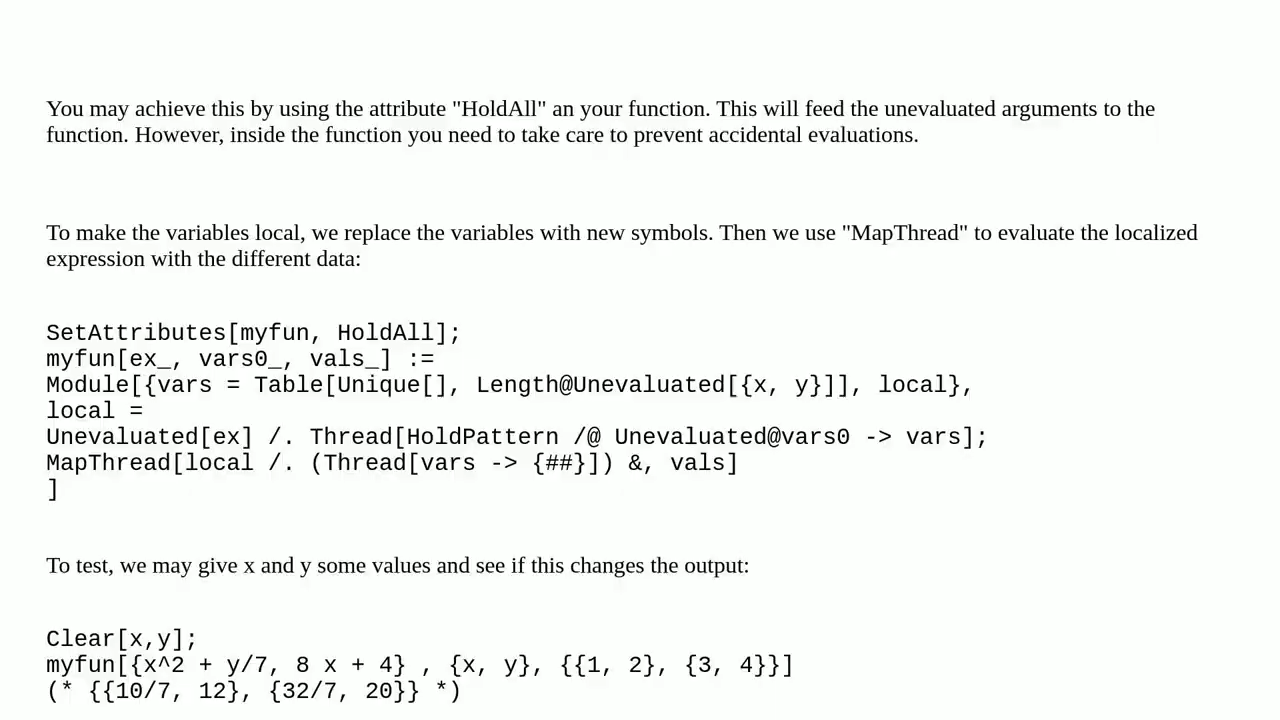 You may achieve this by using the attribute "HoldAll" an your function. This will feed the unevaluated arguments to the
function. However, inside the function you need to take care to prevent accidental evaluations.
To make the variables local, we replace the variables with new symbols. Then we use "MapThread" to evaluate the localized
expression with the different data:
SetAttributes[myfun, HoldAll];
myfun[ex_, vars0_, vals_] :=
Module[{vars = Table[Unique[], Length@Unevaluated[{x, y}]], local},
local =
Unevaluated[ex] /. Thread[HoldPattern /@ Unevaluated@vars0 -> vars];
MapThread[local /. (Thread[vars -> {##}]) &, vals]
]
To test, we may give x and y some values and see if this changes the output:
Clear[x,y];
myfun[{x^2 + y/7, 8 x + 4} , {x, y}, {{1, 2}, {3, 4}}]
(* {{10/7, 12}, {32/7, 20}} *)